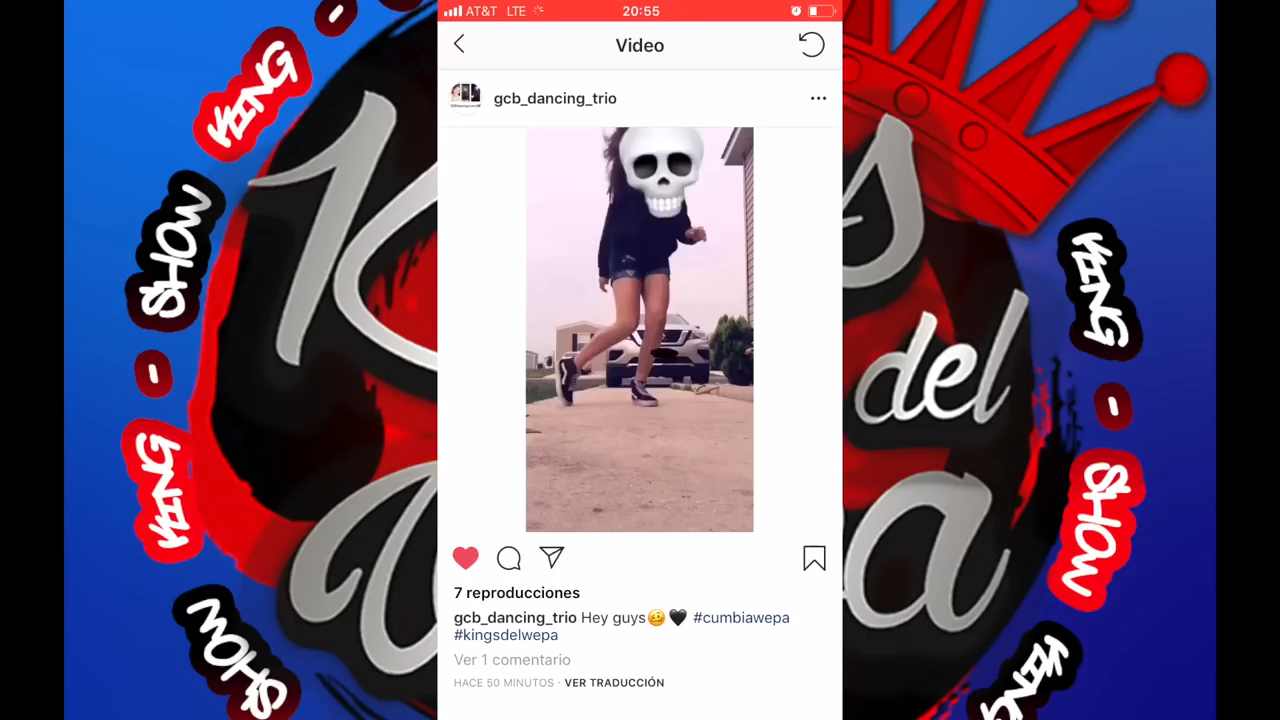 AT&T LTE 20:55
Video
gcb_dancing_trio
7 reproducciones
gcb_dancing_trio Hey guys🥴🖤 #cumbiawepa
#kingsdelwepa
Ver 1 comentario
HACE 50 MINUTOS · VER TRADUCCIÓN
KING - SHOW - KING SHOW
del
KING - SHOW KING